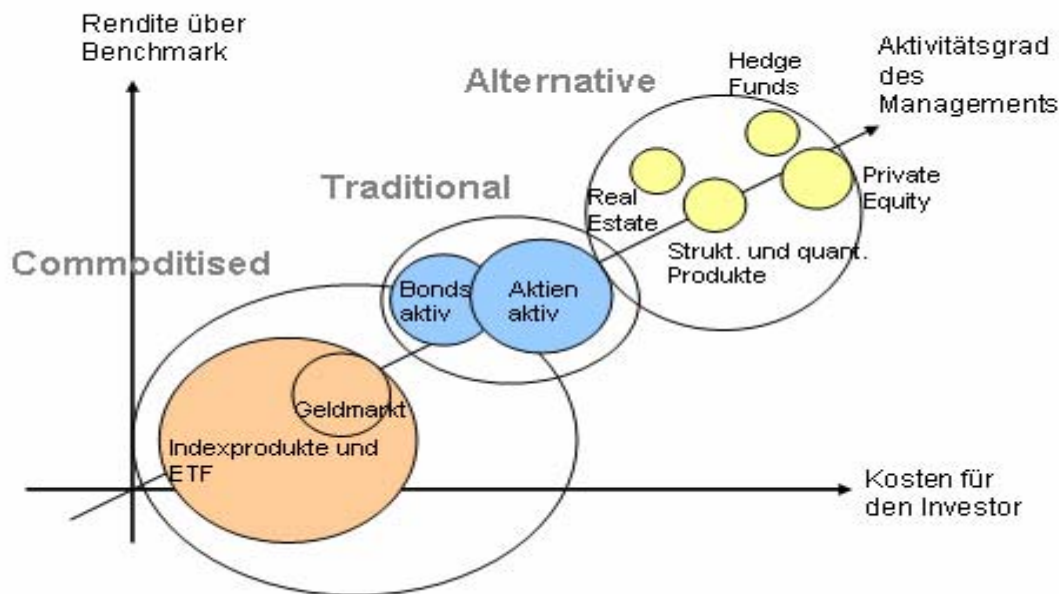 Rendite über
Benchmark
Aktivitätsgrad
des
Managements
Hedge
Funds
Alternative
Private
Equity
Real
Estate
Traditional
Strukt. und quant.
Produkte
Commoditised
Bonds
aktiv
Aktien
aktiv
Geldmarkt
Indexprodukte und
ETF
Kosten für
den Investor